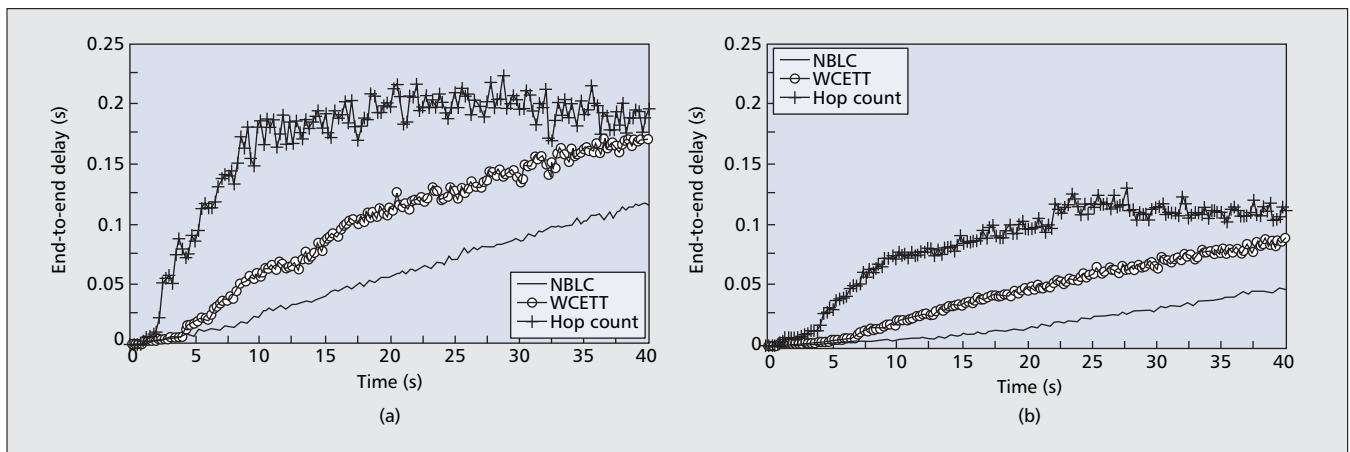 0.25
0.2
0.15
0.1
0.05
0
End-to-end delay (s)
NBLC
WCETT
Hop count
0 5 10 15 20 25 30 35 40
Time (s)
(a)
0.25
0.2
0.15
0.1
0.05
0
End-to-end delay (s)
NBLC
WCETT
Hop count
0 5 10 15 20 25 30 35 40
Time (s)
(b)